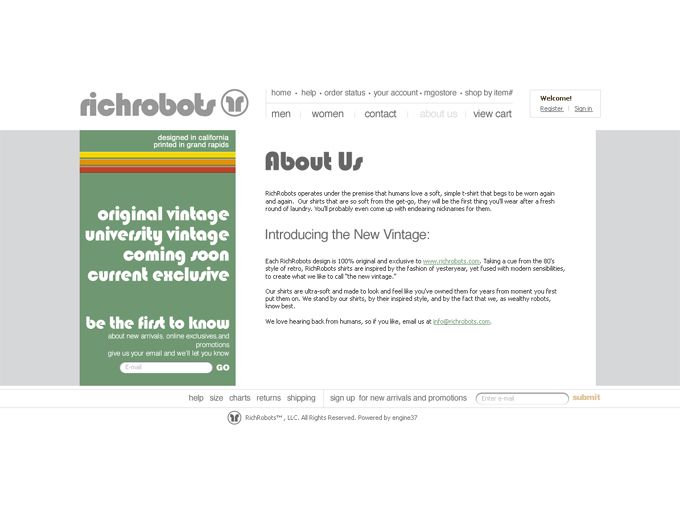 richrobots
home • help • order status • your account • mgostore • shop by item#
men | women | contact | about us | view cart
Welcome!
Register | Sign in
designed in california
printed in grand rapids
original vintage
university vintage
coming soon
current exclusive
be the first to know
about new arrivals, online exclusives,and
promotions
give us your email and we'll let you know
E-mail GO
About Us
RichRobots operates under the premise that humans love a soft, simple t-shirt that begs to be worn again
and again. Our shirts that are so soft from the get-go, they will be the first thing you'll wear after a fresh
round of laundry. You'll probably even come up with endearing nicknames for them.
Introducing the New Vintage:
Each RichRobots design is 100% original and exclusive to www.richrobots.com. Taking a cue from the 80's
style of retro, RichRobots shirts are inspired by the fashion of yesteryear, yet fused with modern sensibilities,
to create what we like to call "the new vintage."
Our shirts are ultra-soft and made to look and feel like you've owned them for years from moment you first
put them on. We stand by our shirts, by their inspired style, and by the fact that we, as wealthy robots,
know best.
We love hearing back from humans, so if you like, email us at info@richrobots.com.
help size charts returns shipping | sign up for new arrivals and promotions Enter e-mail submit
RichRobots™ , LLC. All Rights Reserved. Powered by engine37